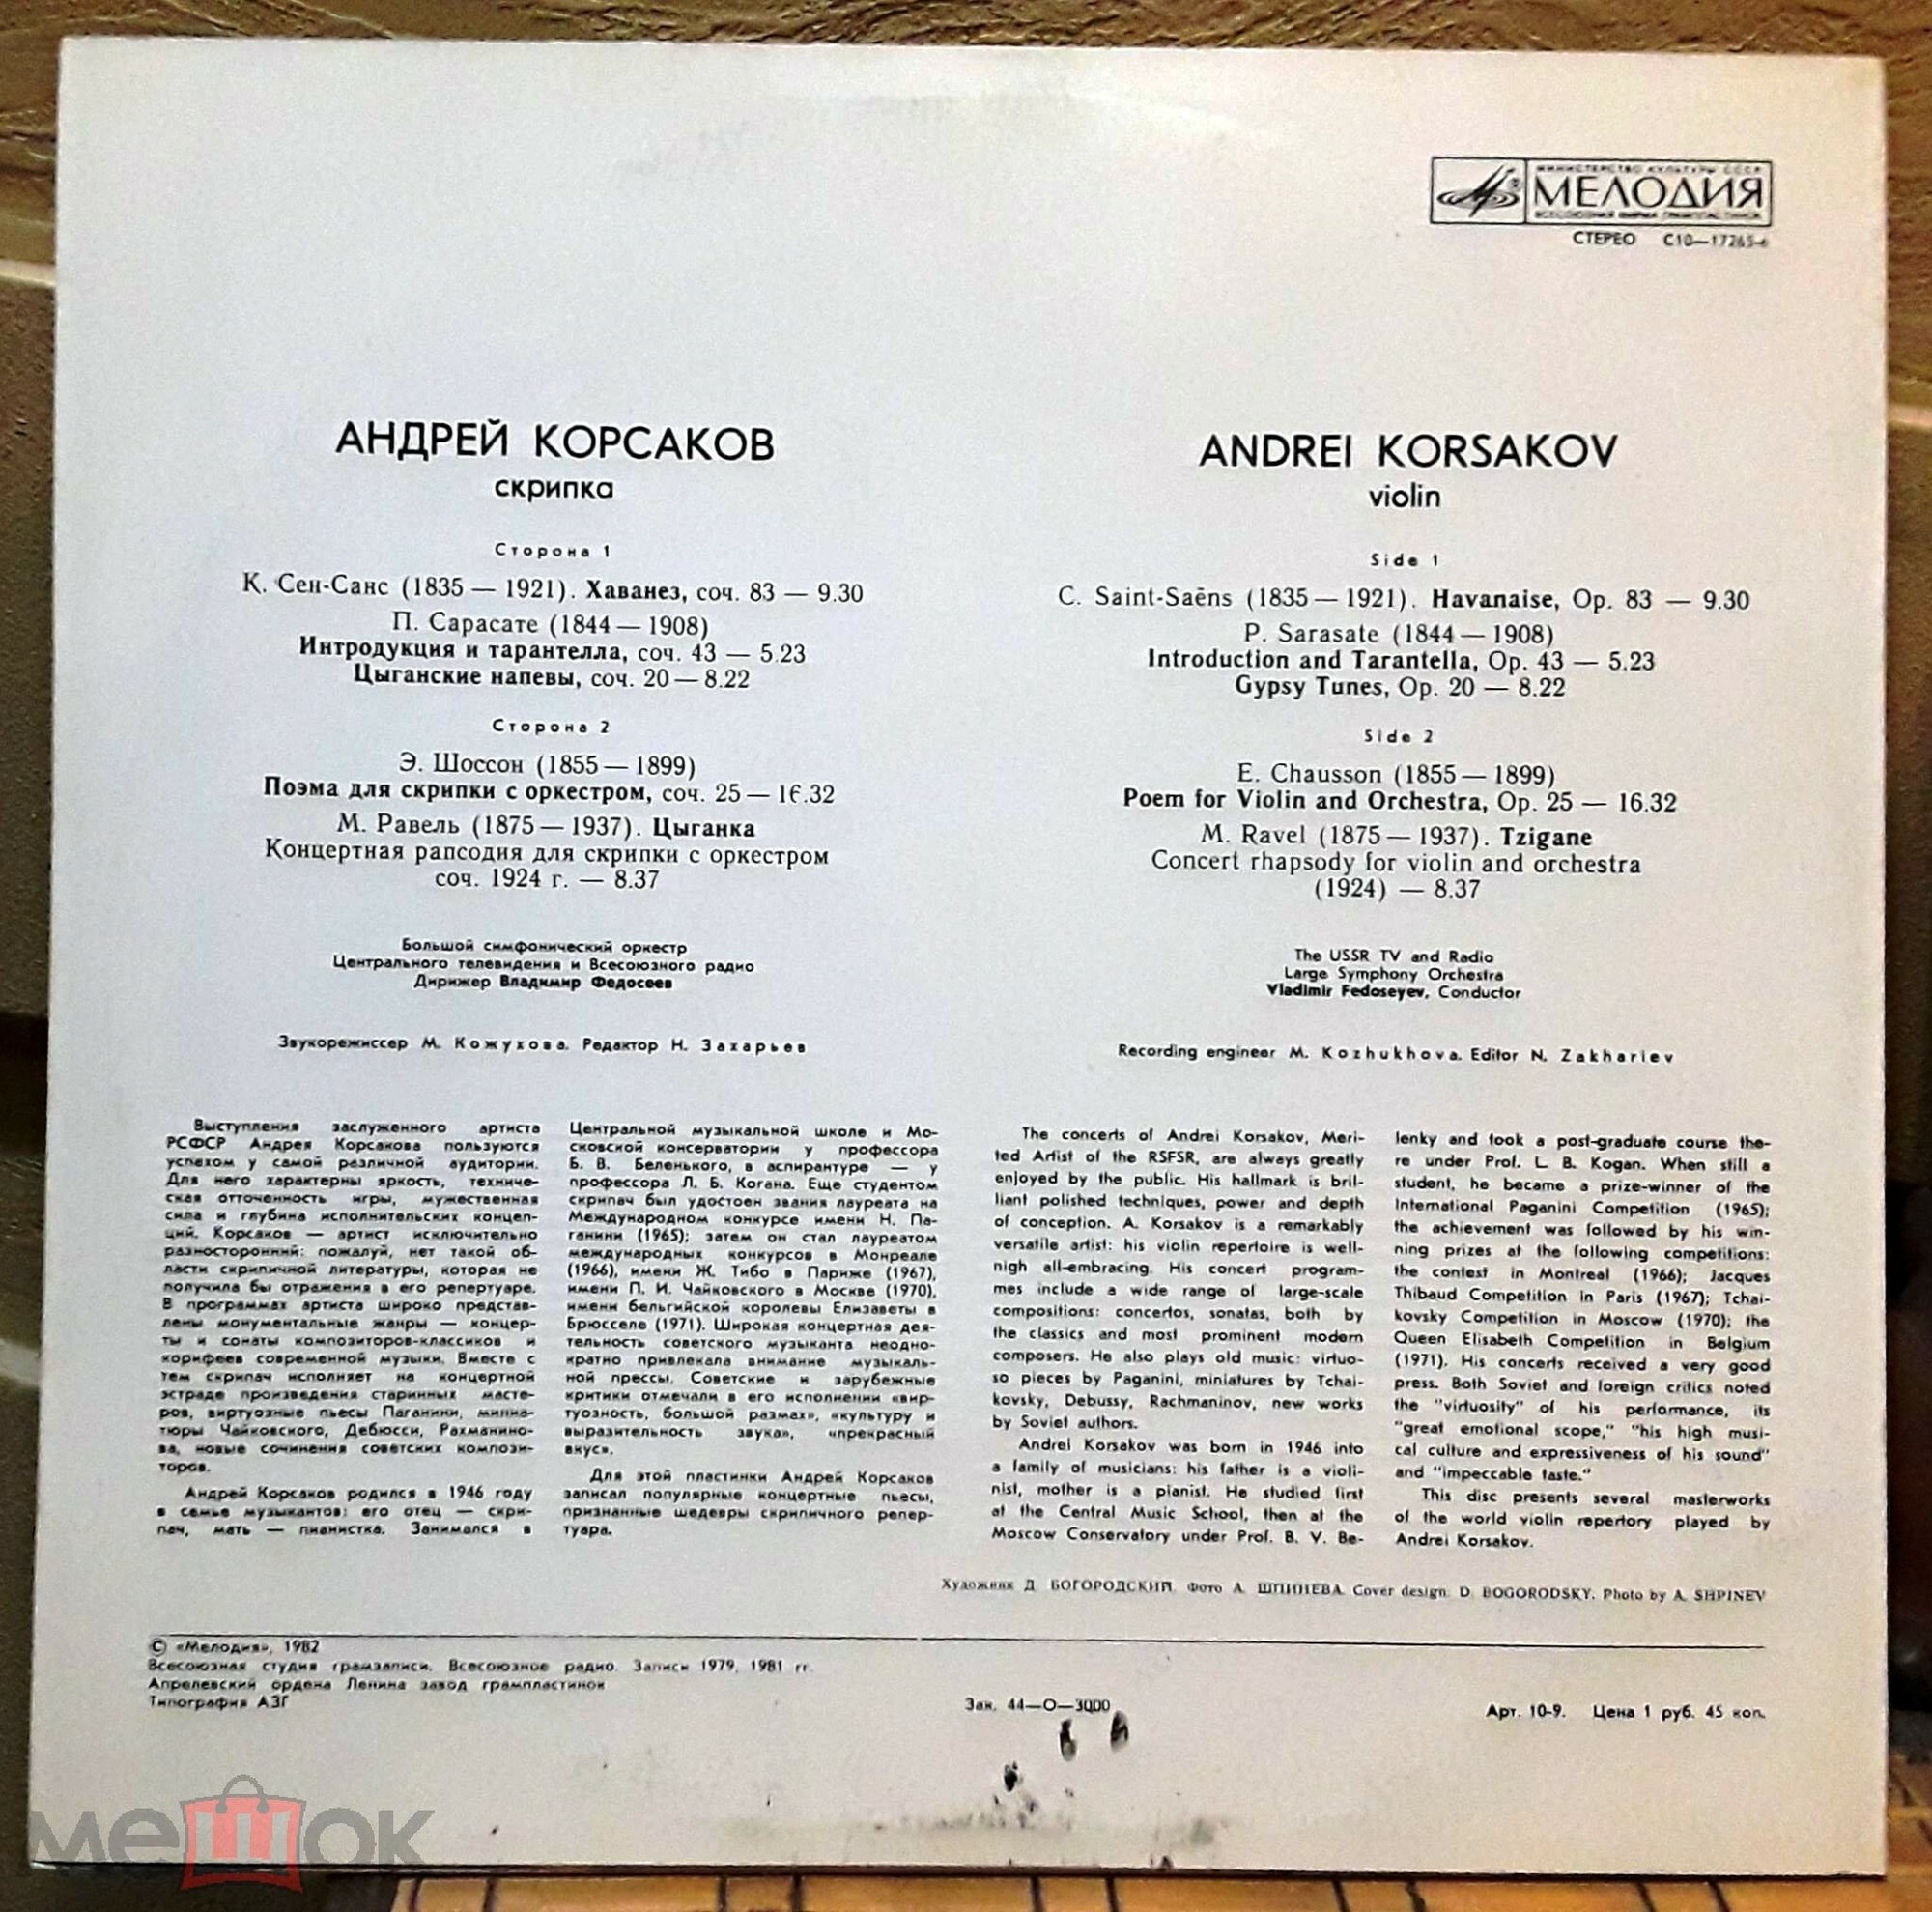 МИНИСТЕРСТВО КУЛЬТУРЫ СССР
МЕЛОДИЯ
ВСЕСОЮЗНАЯ ФИРМА ГРАМПЛАСТИНОК
СТЕРЕО С10—17265-6
АНДРЕЙ КОРСАКОВ
скрипка
Сторона 1
К. Сен-Санс (1835 — 1921). Хаванез, соч. 83 — 9.30
П. Сарасате (1844 — 1908)
Интродукция и тарантелла, соч. 43 — 5.23
Цыганские напевы, соч. 20 — 8.22
Сторона 2
Э. Шоссон (1855 — 1899)
Поэма для скрипки с оркестром, соч. 25 — 16.32
М. Равель (1875 — 1937). Цыганка
Концертная рапсодия для скрипки с оркестром
соч. 1924 г. — 8.37
Большой симфонический оркестр
Центрального телевидения и Всесоюзного радио
Дирижер Владимир Федосеев
Звукорежиссер М. Кожухова. Редактор Н. Захарьев
ANDREI KORSAKOV
violin
Side 1
C. Saint-Saëns (1835 — 1921). Havanaise, Op. 83 — 9.30
P. Sarasate (1844 — 1908)
Introduction and Tarantella, Op. 43 — 5.23
Gypsy Tunes, Op. 20 — 8.22
Side 2
E. Chausson (1855 — 1899)
Poem for Violin and Orchestra, Op. 25 — 16.32
M. Ravel (1875 — 1937). Tzigane
Concert rhapsody for violin and orchestra
(1924) — 8.37
The USSR TV and Radio
Large Symphony Orchestra
Vladimir Fedoseyev, Conductor
Recording engineer M. Kozhukhova. Editor N. Zakhariev
Выступления заслуженного артиста
РСФСР Андрея Корсакова пользуются
успехом у самой различной аудитории.
Для него характерны яркость, техниче-
ская отточенность игры, мужественная
сила и глубина исполнительских концеп-
ций. Корсаков — артист исключительно
разносторонний: пожалуй, нет такой об-
ласти скрипичной литературы, которая не
получила бы отражения в его репертуаре.
В программах артиста широко представ-
лены монументальные жанры — концер-
ты и сонаты композиторов-классиков и
корифеев современной музыки. Вместе с
тем скрипач исполняет на концертной
эстраде произведения старинных масте-
ров, виртуозные пьесы Паганини, миниа-
тюры Чайковского, Дебюсси, Рахманино-
ва, новые сочинения советских компози-
торов.
Андрей Корсаков родился в 1946 году
в семье музыкантов: его отец — скри-
пач, мать — пианистка. Занимался в
Центральной музыкальной школе и Мо-
сковской консерватории у профессора
Б. В. Беленького, в аспирантуре — у
профессора Л. Б. Когана. Еще студентом
скрипач был удостоен звания лауреата на
Международном конкурсе имени Н. Па-
ганини (1965); затем он стал лауреатом
международных конкурсов в Монреале
(1966), имени Ж. Тибо в Париже (1967),
имени П. И. Чайковского в Москве (1970),
имени бельгийской королевы Елизаветы в
Брюсселе (1971). Широкая концертная дея-
тельность советского музыканта неодно-
кратно привлекала внимание музыкаль-
ной прессы. Советские и зарубежные
критики отмечали в его исполнении «вир-
туозность, большой размах», «культуру и
выразительность звука», «прекрасный
вкус».
Для этой пластинки Андрей Корсаков
записал популярные концертные пьесы,
признанные шедевры скрипичного репер-
туара.
The concerts of Andrei Korsakov, Meri-
ted Artist of the RSFSR, are always greatly
enjoyed by the public. His hallmark is bril-
liant polished techniques, power and depth
of conception. A. Korsakov is a remarkably
versatile artist: his violin repertoire is well-
nigh all-embracing. His concert program-
mes include a wide range of large-scale
compositions: concertos, sonatas, both by
the classics and most prominent modern
composers. He also plays old music: virtuo-
so pieces by Paganini, miniatures by Tchai-
kovsky, Debussy, Rachmaninov, new works
by Soviet authors.
Andrei Korsakov was born in 1946 into
a family of musicians: his father is a violi-
nist, mother is a pianist. He studied first
at the Central Music School, then at the
Moscow Conservatory under Prof. B. V. Be-
lenky and took a post-graduate course the-
re under Prof. L. B. Kogan. When still a
student, he became a prize-winner of the
International Paganini Competition (1965);
the achievement was followed by his win-
ning prizes at the following competitions:
the contest in Montreal (1966); Jacques
Thibaud Competition in Paris (1967); Tchai-
kovsky Competition in Moscow (1970); the
Queen Elisabeth Competition in Belgium
(1971). His concerts received a very good
press. Both Soviet and foreign critics noted
the "virtuosity" of his performance, its
"great emotional scope," "his high musi-
cal culture and expressiveness of his sound"
and "impeccable taste."
This disc presents several masterworks
of the world violin repertory played by
Andrei Korsakov.
Художник Д. БОГОРОДСКИЙ. Фото А. ШПИНЕВА. Cover design. D. BOGORODSKY. Photo by A. SHPINEV
© «Мелодия», 1982
Всесоюзная студия грамзаписи. Всесоюзное радио. Записи 1979, 1981 гг.
Апрелевский ордена Ленина завод грампластинок
Типография АЗГ
Зак. 44—О—3000
Арт. 10-9. Цена 1 руб. 45 коп.
мешок